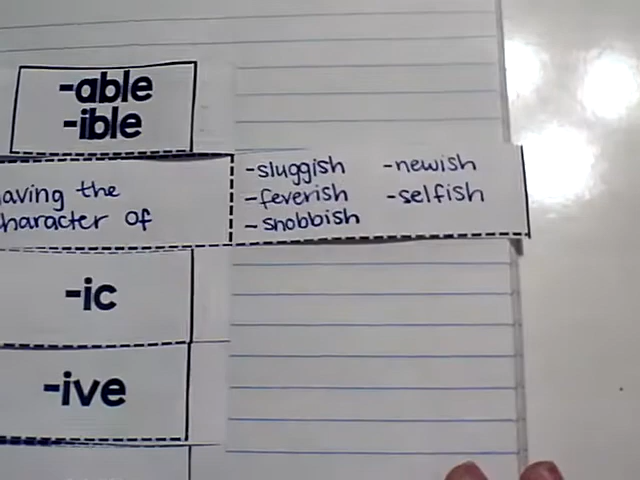 -able
-ible
aving the
haracter of
-sluggish
-feverish
-snobbish
-newish
-selfish
-ic
-ive